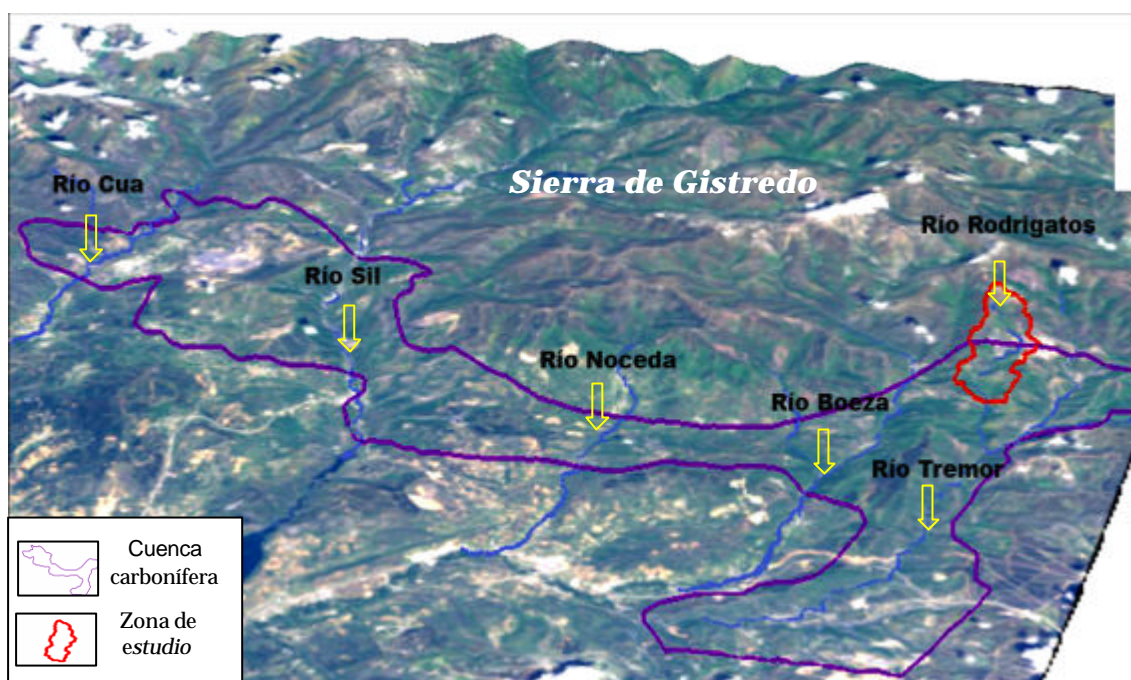 Sierra de Gistredo
Río Cua
Río Rodrigatos
Río Sil
Río Noceda
Río Boeza
Río Tremor
Cuenca
carbonífera
Zona de
estudio